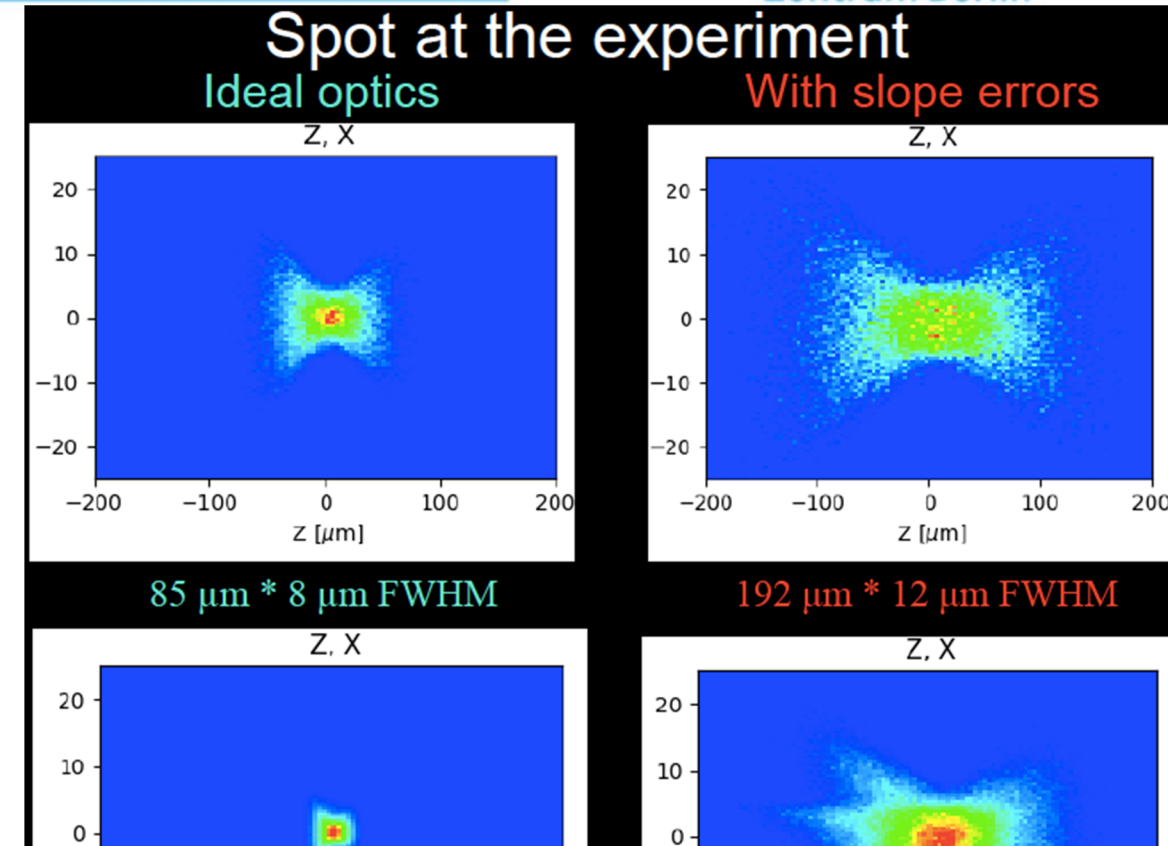 Spot at the experiment
Ideal optics
With slope errors
Z, X
Z, X
20
10
0
−10
−20
−200 −100 0 100 200
Z [μm]
20
10
0
−10
−20
−200 −100 0 100 200
Z [μm]
85 μm * 8 μm FWHM
192 μm * 12 μm FWHM
Z, X
Z, X
20
10
0
20
10
0